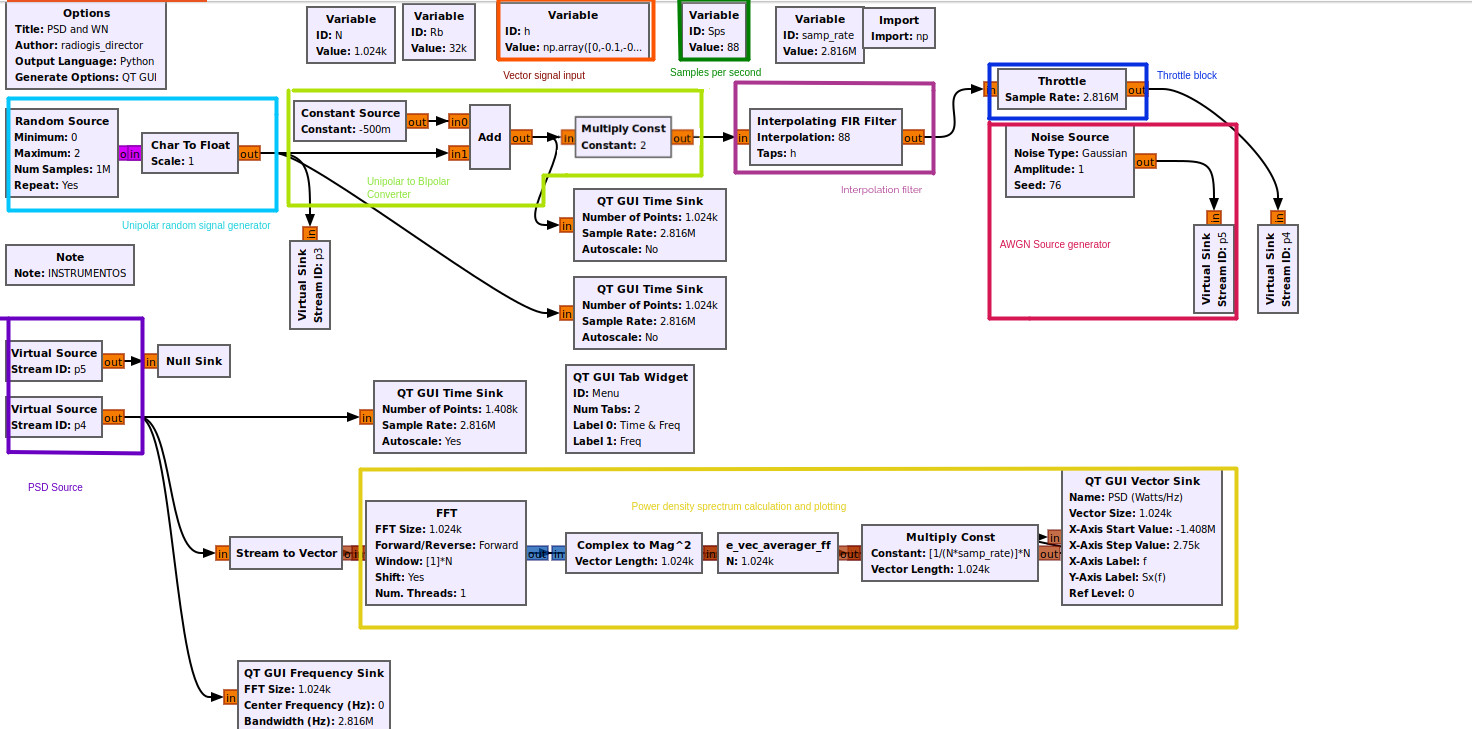 Options
Title: PSD and WN
Author: radiogis_director
Output Language: Python
Generate Options: QT GUI
Variable
ID: N
Value: 1.024k
Variable
ID: Rb
Value: 32k
Variable
ID: h
Value: np.array([0,-0.1,-0...
Vector signal input
Variable
ID: Sps
Value: 88
Samples per second
Variable
ID: samp_rate
Value: 2.816M
Import
Import: np
Random Source
Minimum: 0
Maximum: 2
Num Samples: 1M
Repeat: Yes
in
Char To Float
Scale: 1
out
Unipolar random signal generator
Constant Source
Constant: -500m
out
in0
in1
Add
out
in
Multiply Const
Constant: 2
out
Unipolar to BIpolar
Converter
in
Interpolating FIR Filter
Interpolation: 88
Taps: h
out
Interpolation filter
in
Throttle
Sample Rate: 2.816M
out
Throttle block
Noise Source
Noise Type: Gaussian
Amplitude: 1
Seed: 76
out
AWGN Source generator
in
Virtual Sink
Stream ID: p5
in
Virtual Sink
Stream ID: p4
in
Virtual Sink
Stream ID: p3
in
QT GUI Time Sink
Number of Points: 1.024k
Sample Rate: 2.816M
Autoscale: No
in
QT GUI Time Sink
Number of Points: 1.024k
Sample Rate: 2.816M
Autoscale: No
Note
Note: INSTRUMENTOS
Virtual Source
Stream ID: p5
out
in
Null Sink
Virtual Source
Stream ID: p4
out
PSD Source
in
QT GUI Time Sink
Number of Points: 1.408k
Sample Rate: 2.816M
Autoscale: Yes
QT GUI Tab Widget
ID: Menu
Num Tabs: 2
Label 0: Time & Freq
Label 1: Freq
Power density sprectrum calculation and plotting
in
Stream to Vector
FFT
FFT Size: 1.024k
Forward/Reverse: Forward
Window: [1]*N
Shift: Yes
Num. Threads: 1
out
in
Complex to Mag^2
Vector Length: 1.024k
in
e_vec_averager_ff
N: 1.024k
out
Multiply Const
Constant: [1/(N*samp_rate)]*N
Vector Length: 1.024k
out
in
QT GUI Vector Sink
Name: PSD (Watts/Hz)
Vector Size: 1.024k
X-Axis Start Value: -1.408M
X-Axis Step Value: 2.75k
X-Axis Label: f
Y-Axis Label: Sx(f)
Ref Level: 0
in
QT GUI Frequency Sink
FFT Size: 1.024k
Center Frequency (Hz): 0
Bandwidth (Hz): 2.816M